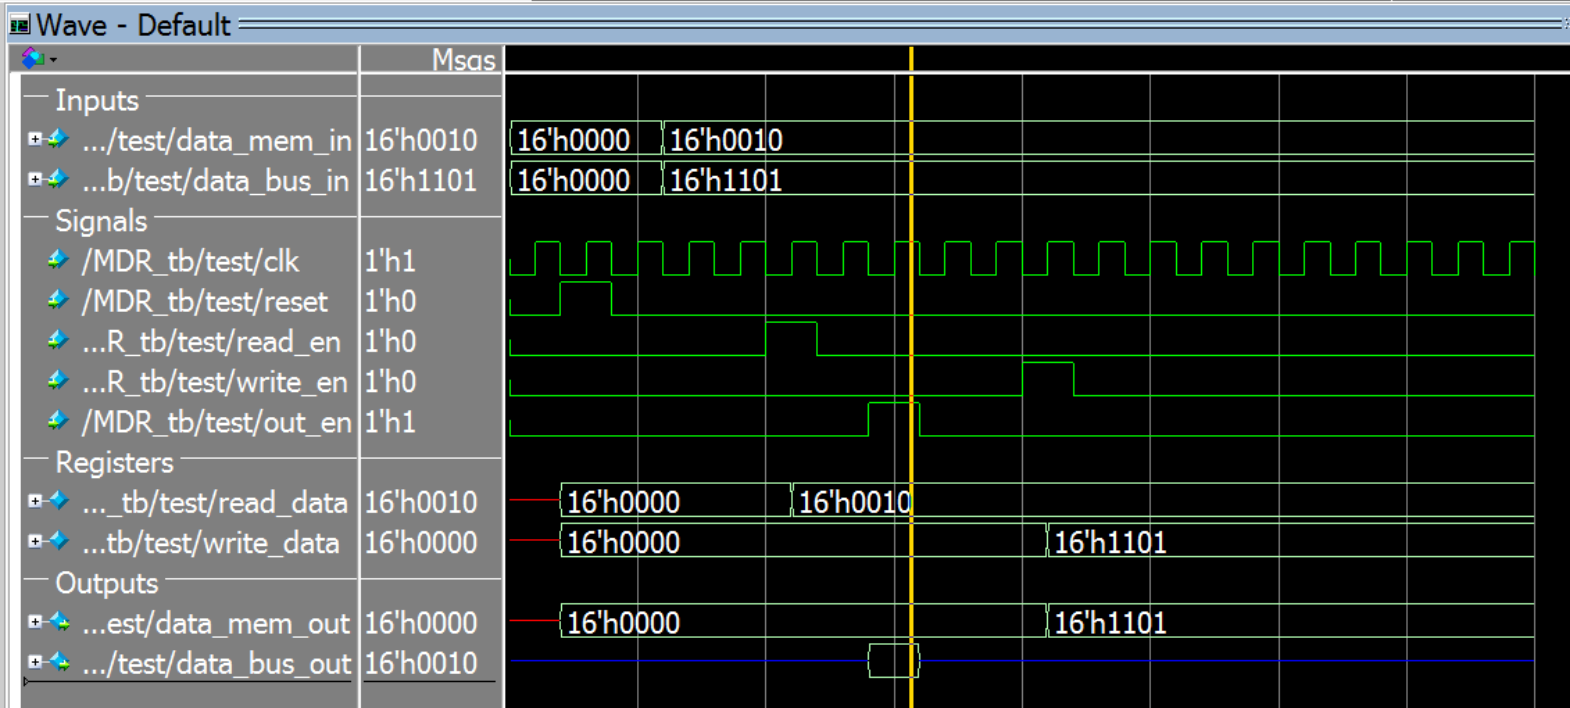 Wave - Default
Msgs
Inputs
.../test/data_mem_in 16'h0010 16'h0000 16'h0010
...b/test/data_bus_in 16'h1101 16'h0000 16'h1101
Signals
/MDR_tb/test/clk 1'h1
/MDR_tb/test/reset 1'h0
...R_tb/test/read_en 1'h0
...R_tb/test/write_en 1'h0
/MDR_tb/test/out_en 1'h1
Registers
..._tb/test/read_data 16'h0010 16'h0000 16'h0010
...tb/test/write_data 16'h0000 16'h0000 16'h1101
Outputs
...est/data_mem_out 16'h0000 16'h0000 16'h1101
.../test/data_bus_out 16'h0010